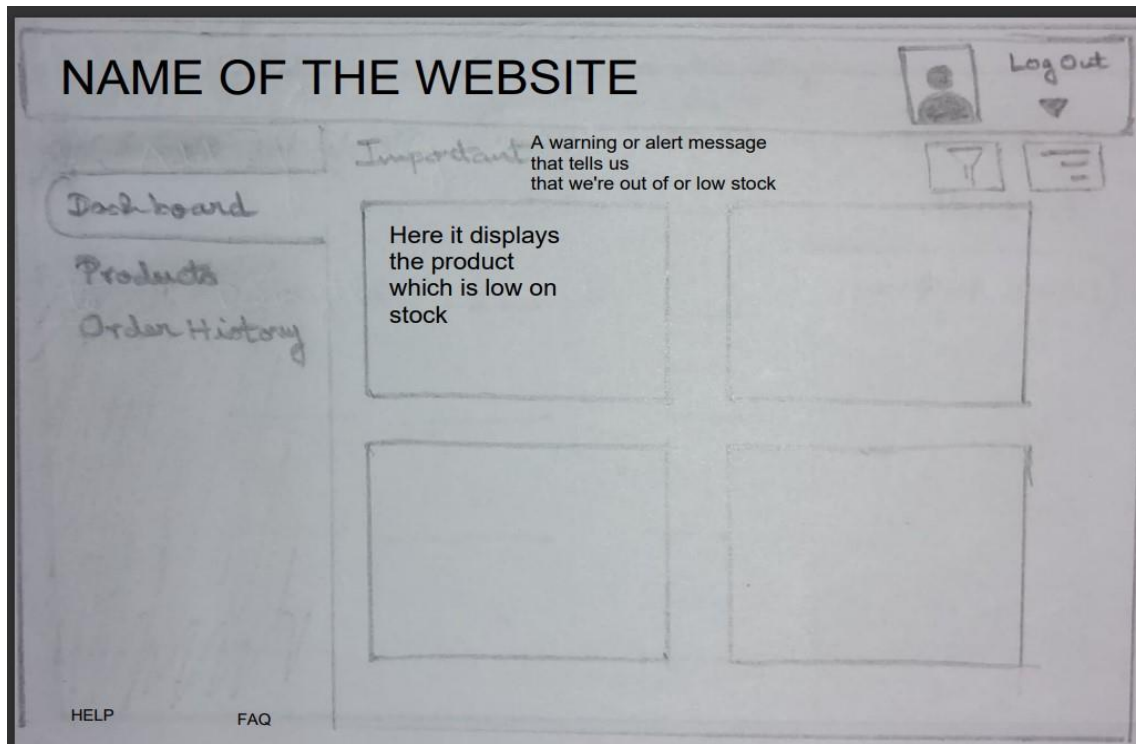 NAME OF THE WEBSITE
Log Out
Important
A warning or alert message
that tells us
that we're out of or low stock
Dashboard
Products
Order History
Here it displays
the product
which is low on
stock
HELP
FAQ